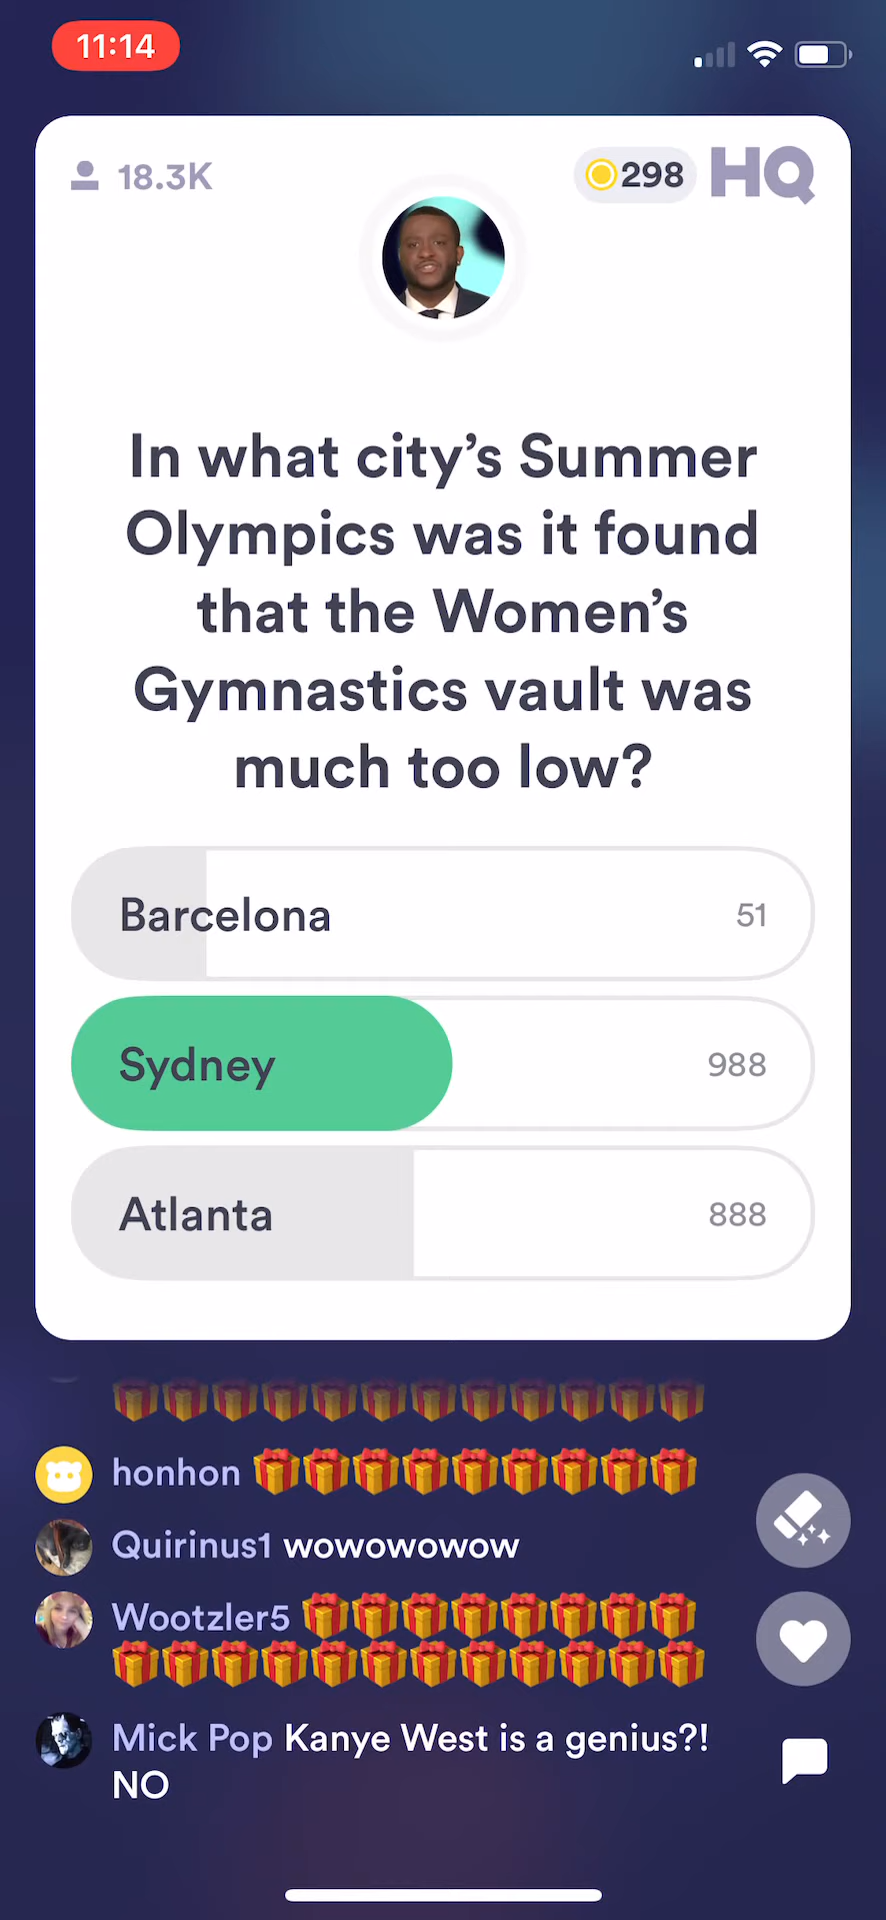 11:14
18.3K
298
HQ
In what city’s Summer
Olympics was it found
that the Women’s
Gymnastics vault was
much too low?
Barcelona 51
Sydney 988
Atlanta 888
honhon
Quirinus1 wowowowow
Wootzler5
Mick Pop Kanye West is a genius?!
NO